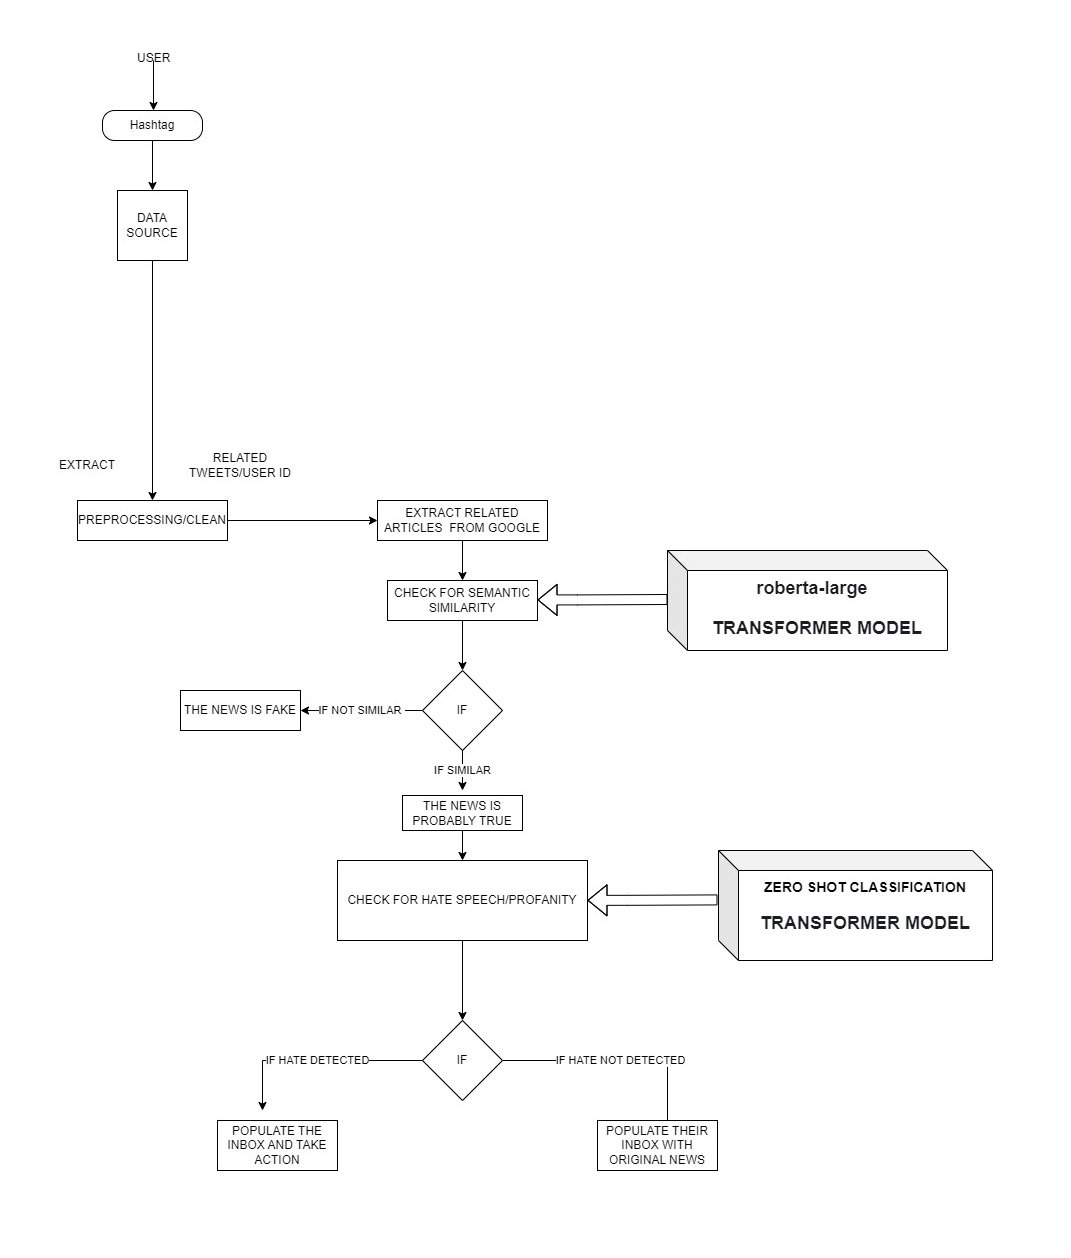 USER
Hashtag
DATA
SOURCE
EXTRACT
RELATED
TWEETS/USER ID
PREPROCESSING/CLEAN
EXTRACT RELATED
ARTICLES  FROM GOOGLE
CHECK FOR SEMANTIC
SIMILARITY
roberta-large
TRANSFORMER MODEL
THE NEWS IS FAKE
IF NOT SIMILAR
IF
IF SIMILAR
THE NEWS IS
PROBABLY TRUE
CHECK FOR HATE SPEECH/PROFANITY
ZERO SHOT CLASSIFICATION
TRANSFORMER MODEL
IF HATE DETECTED
IF
IF HATE NOT DETECTED
POPULATE THE
INBOX AND TAKE
ACTION
POPULATE THEIR
INBOX WITH
ORIGINAL NEWS